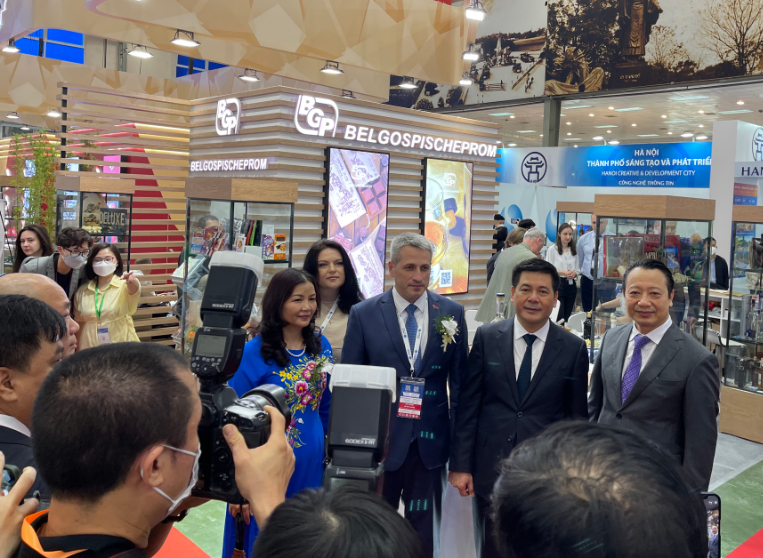 BGP
BELGOSPISCHEPROM
BGP
BELGOSPISCHEPROM
HÀ NỘI
THÀNH PHỐ SÁNG TẠO VÀ PHÁT TRIỂN
HANOI CREATIVE & DEVELOPMENT CITY
CÔNG NGHỆ THÔNG TIN
HAN
DELUXE
BGP